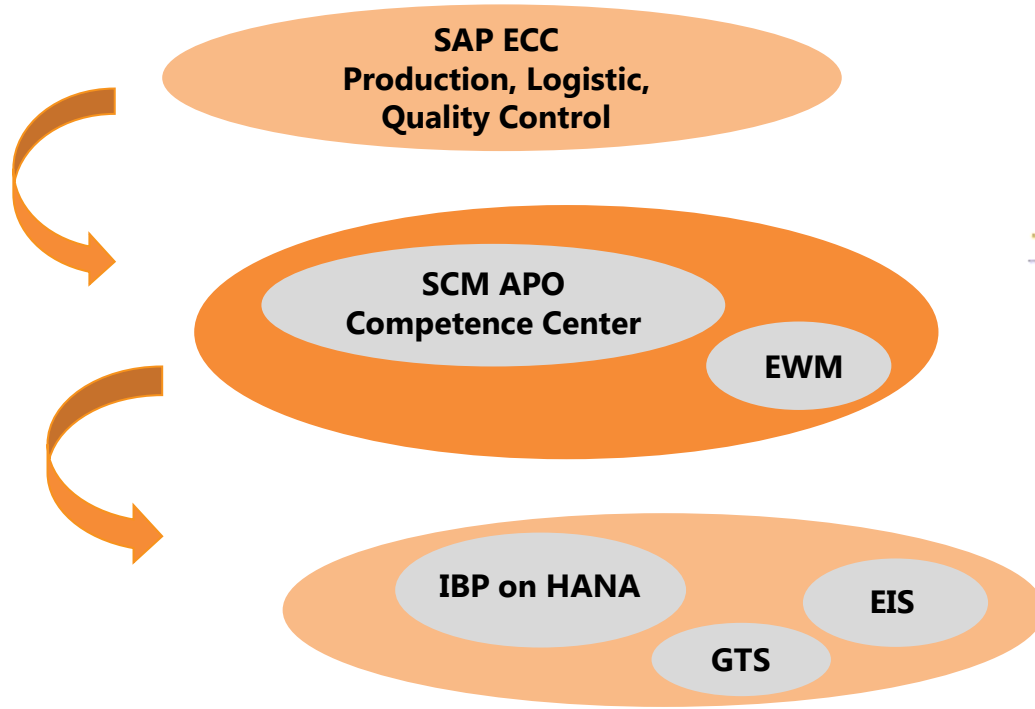 SAP ECC
Production, Logistic,
Quality Control
SCM APO
Competence Center
EWM
IBP on HANA
EIS
GTS